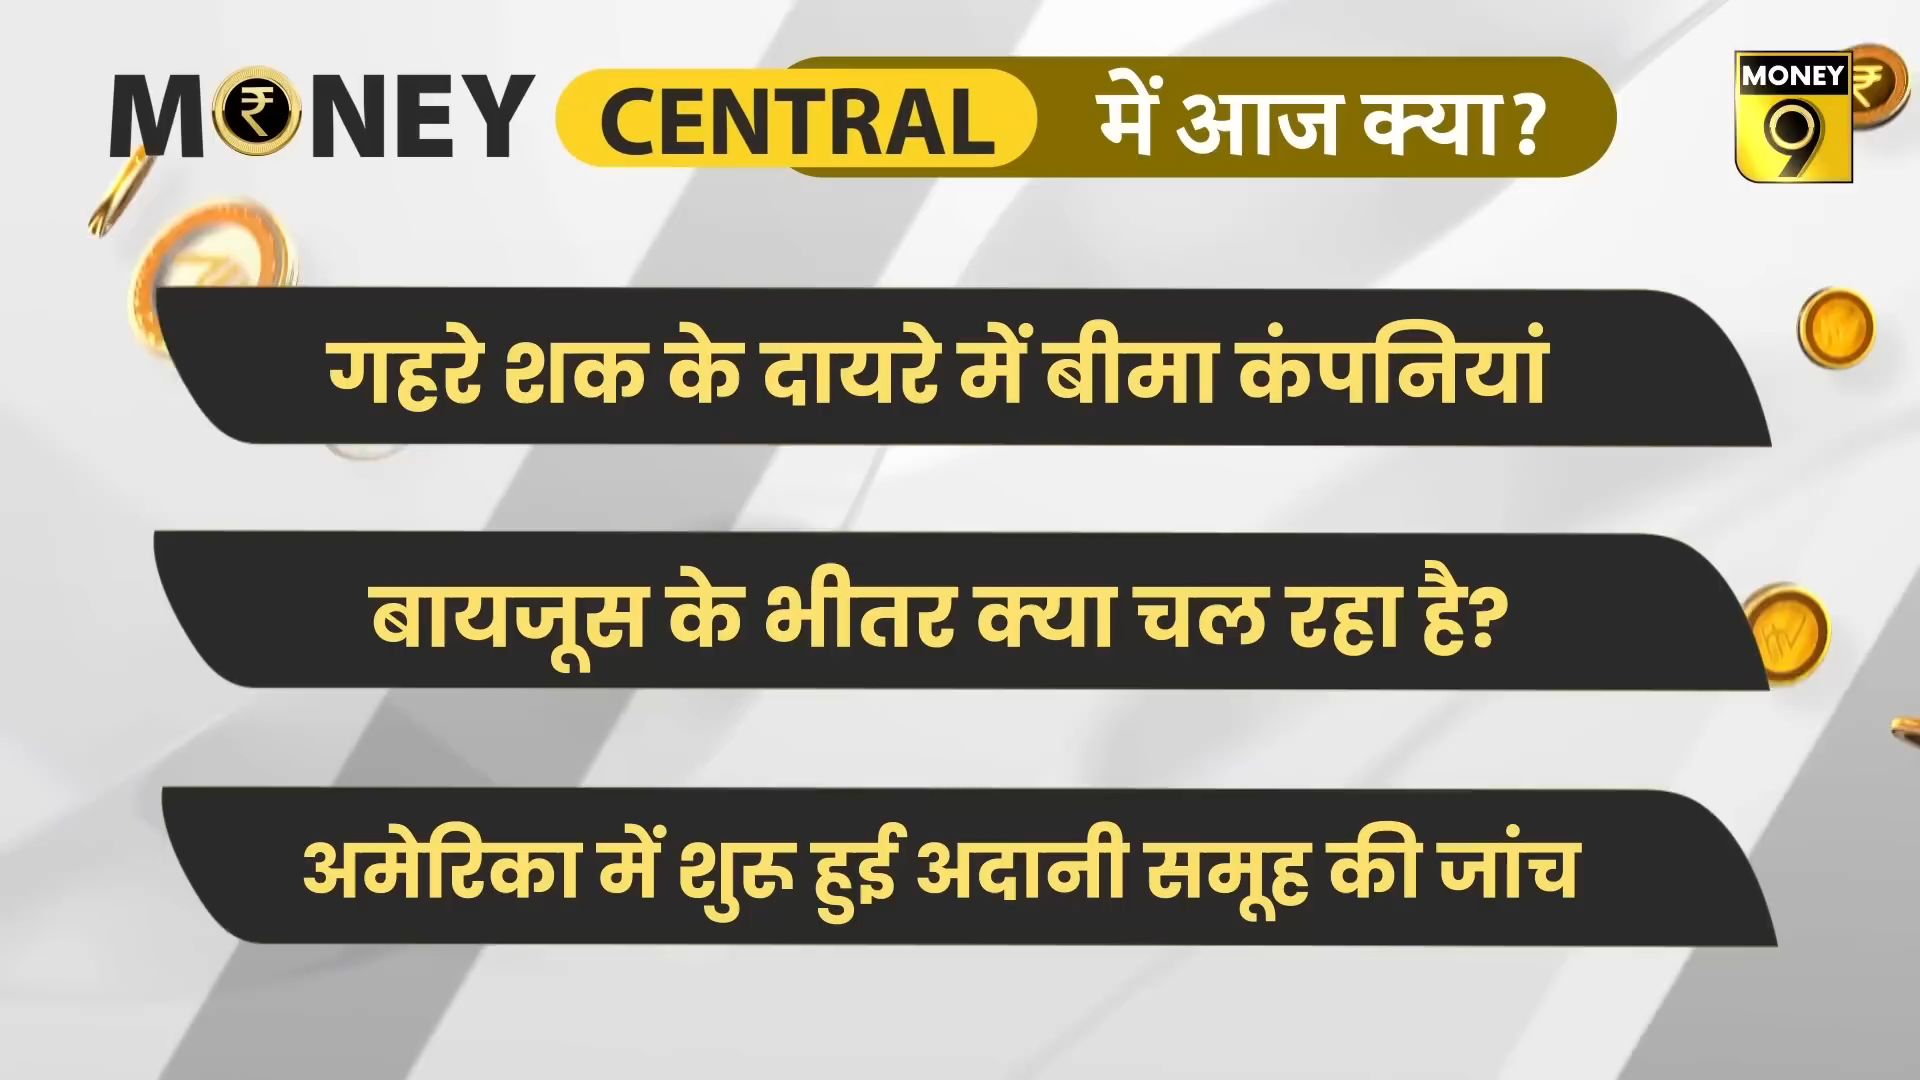 MONEY CENTRAL में आज क्या?
MONEY
9
गहरे शक के दायरे में बीमा कंपनियां
बायजूस के भीतर क्या चल रहा है?
अमेरिका में शुरू हुई अदानी समूह की जांच